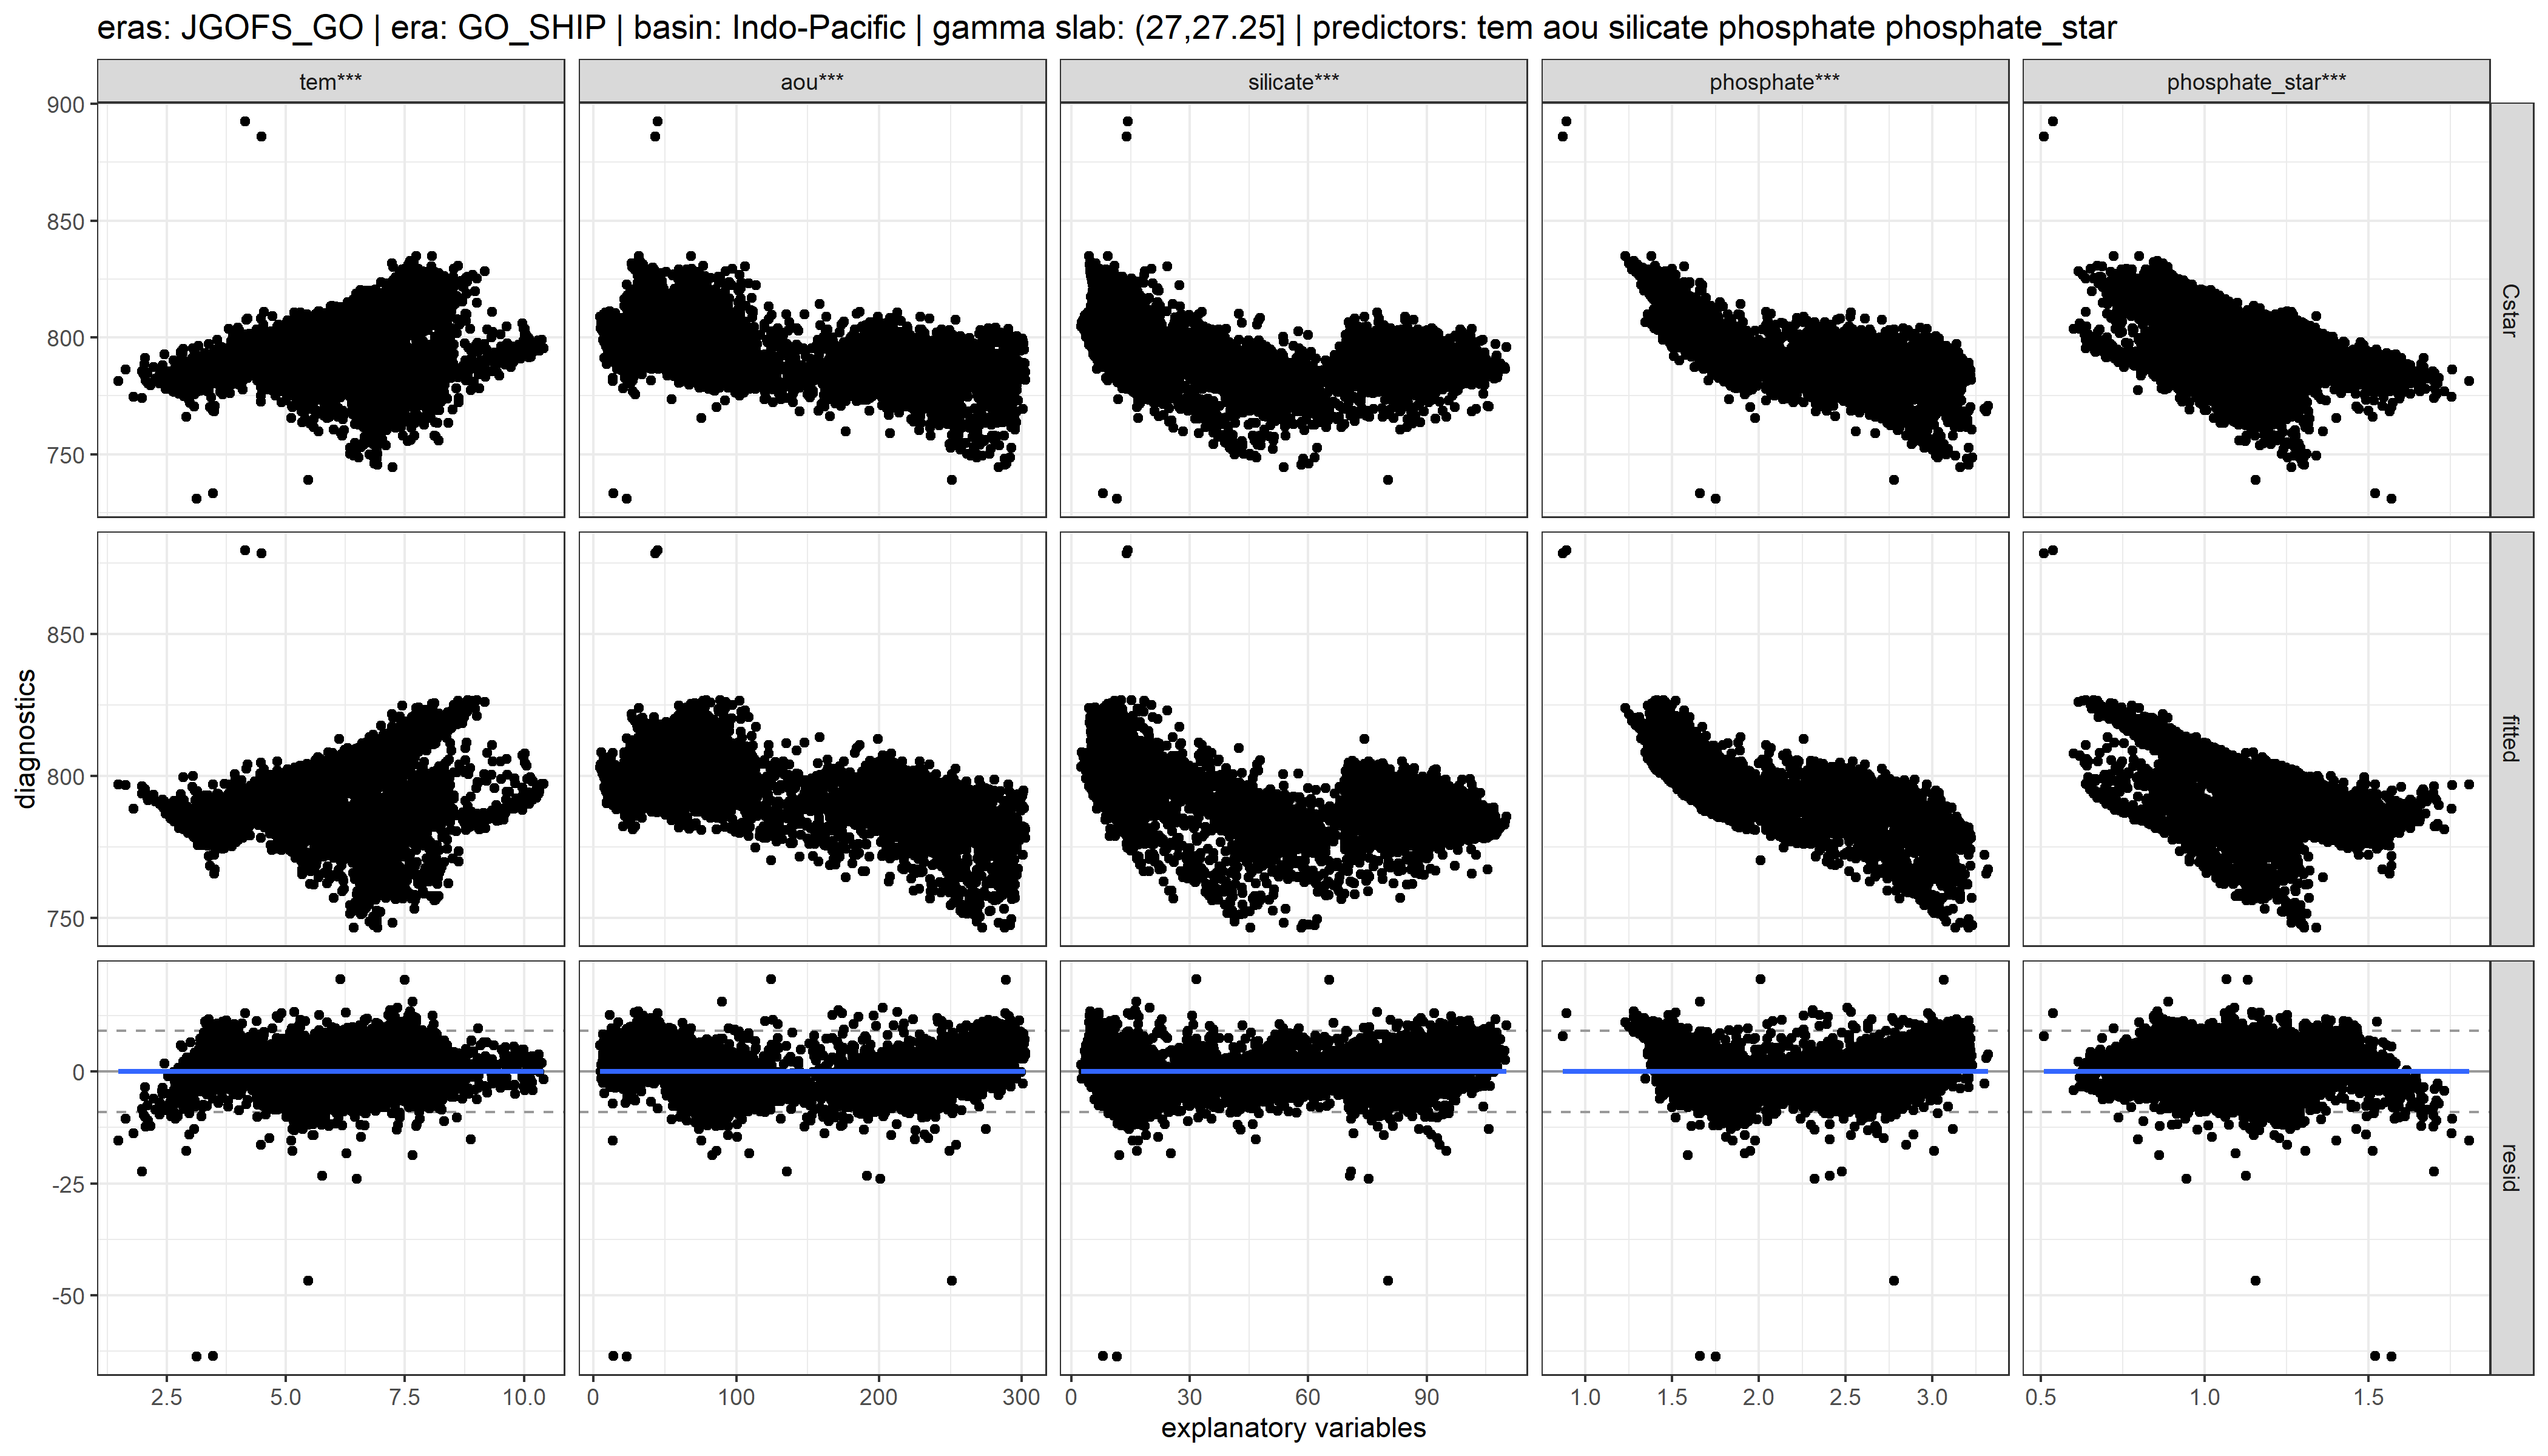 eras: JGOFS_GO | era: GO_SHIP | basin: Indo-Pacific | gamma slab: (27,27.25] | predictors: tem aou silicate phosphate phosphate_star
tem*** aou*** silicate*** phosphate*** phosphate_star***
900
850
800
750
Cstar
850
800
750
fitted
diagnostics
0
-25
-50
resid
2.5 5.0 7.5 10.0 0 100 200 300 0 30 60 90 1.0 1.5 2.0 2.5 3.0 0.5 1.0 1.5
explanatory variables